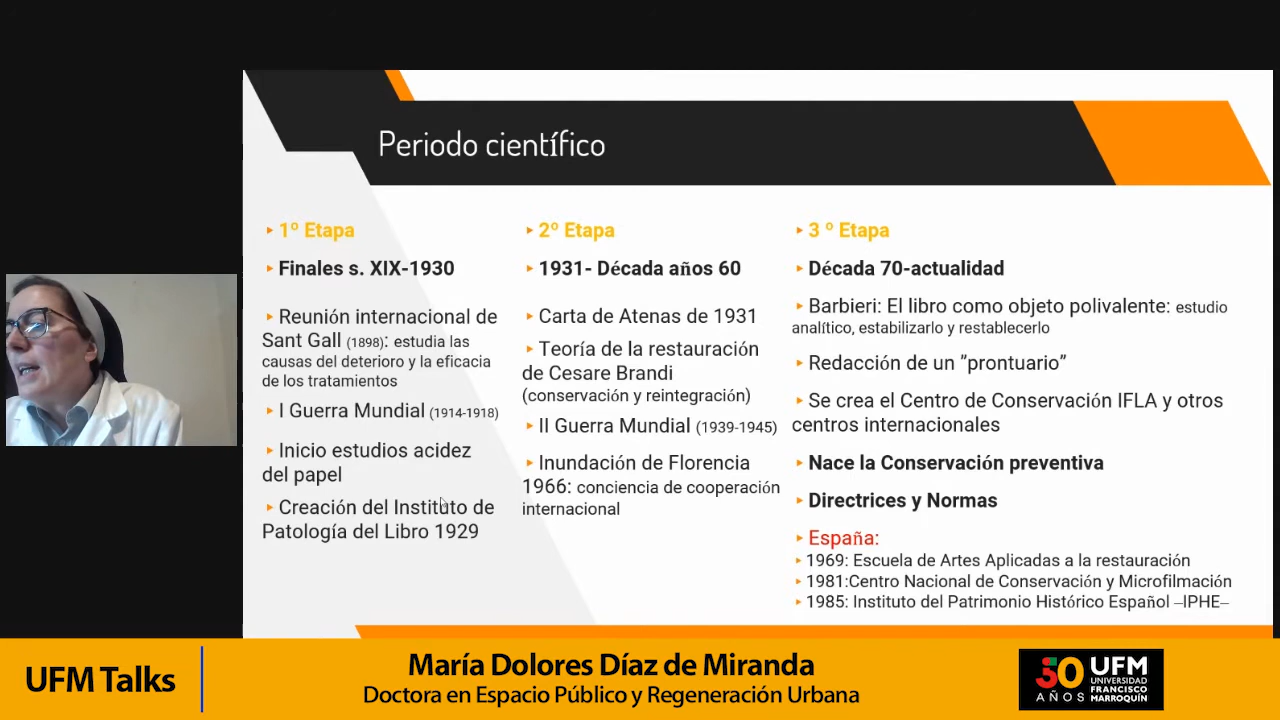 Periodo científico
1º Etapa
Finales s. XIX-1930
Reunión internacional de
Sant Gall (1898): estudia las
causas del deterioro y la eficacia
de los tratamientos
I Guerra Mundial (1914-1918)
Inicio estudios acidez
del papel
Creación del Instituto de
Patología del Libro 1929
2º Etapa
1931- Década años 60
Carta de Atenas de 1931
Teoría de la restauración
de Cesare Brandi
(conservación y reintegración)
II Guerra Mundial (1939-1945)
Inundación de Florencia
1966: conciencia de cooperación
internacional
3 º Etapa
Década 70-actualidad
Barbieri: El libro como objeto polivalente: estudio
analítico, estabilizarlo y restablecerlo
Redacción de un ”prontuario”
Se crea el Centro de Conservación IFLA y otros
centros internacionales
Nace la Conservación preventiva
Directrices y Normas
España:
1969: Escuela de Artes Aplicadas a la restauración
1981:Centro Nacional de Conservación y Microfilmación
1985: Instituto del Patrimonio Histórico Español –IPHE–
UFM Talks
María Dolores Díaz de Miranda
Doctora en Espacio Público y Regeneración Urbana
50
AÑOS
UFM
UNIVERSIDAD
FRANCISCO
MARROQUÍN